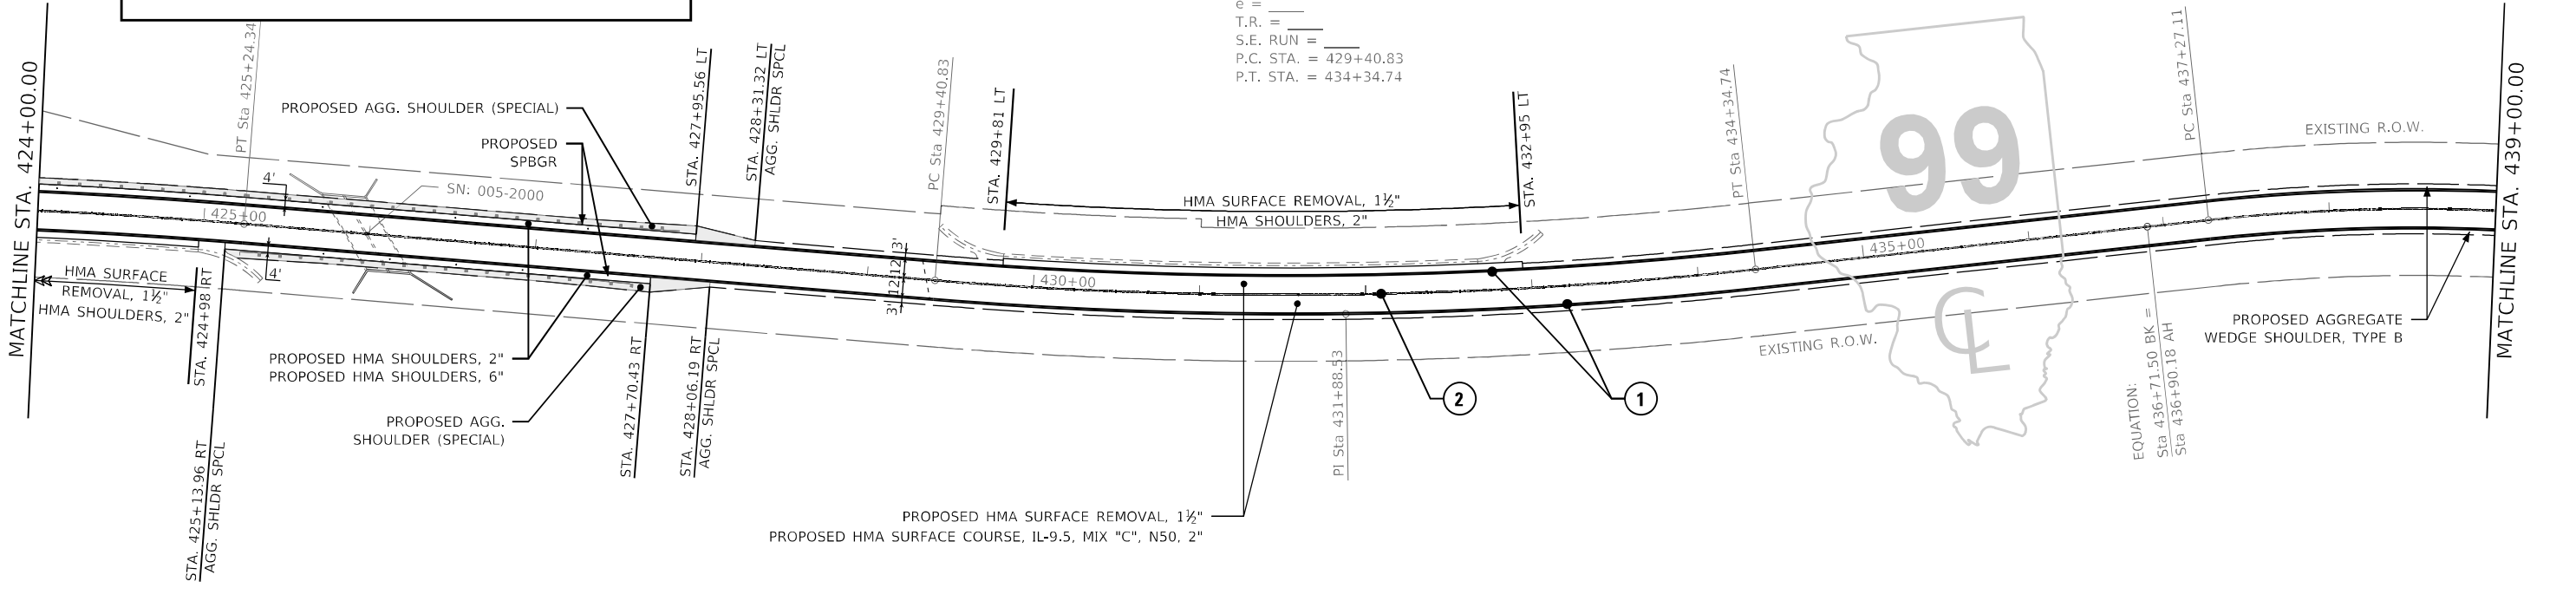 e = ____
T.R. = ____
S.E. RUN = ____
P.C. STA. = 429+40.83
P.T. STA. = 434+34.74
MATCHLINE STA. 424+00.00
PT Sta 425+24.34
PROPOSED AGG. SHOULDER (SPECIAL)
PROPOSED
SPBGR
SN: 005-2000
4'
425+00
4'
STA. 427+95.56 LT
STA. 428+31.32 LT
AGG. SHLDR SPCL
PC Sta 429+40.83
STA. 429+81 LT
HMA SURFACE REMOVAL, 1½"
HMA SHOULDERS, 2"
STA. 432+95 LT
PT Sta 434+34.74
99
PC Sta 437+27.11
EXISTING R.O.W.
MATCHLINE STA. 439+00.00
HMA SURFACE
REMOVAL, 1½"
HMA SHOULDERS, 2"
STA. 424+98 RT
STA. 425+13.96 RT
AGG. SHLDR SPCL
PROPOSED HMA SHOULDERS, 2"
PROPOSED HMA SHOULDERS, 6"
PROPOSED AGG.
SHOULDER (SPECIAL)
STA. 427+70.43 RT
STA. 428+06.19 RT
AGG. SHLDR SPCL
3'
12'
12'
3'
430+00
435+00
PI Sta 431+88.53
2
1
EXISTING R.O.W.
CL
EQUATION:
Sta 436+71.50 BK =
Sta 436+90.18 AH
PROPOSED AGGREGATE
WEDGE SHOULDER, TYPE B
PROPOSED HMA SURFACE REMOVAL, 1½"
PROPOSED HMA SURFACE COURSE, IL-9.5, MIX "C", N50, 2"